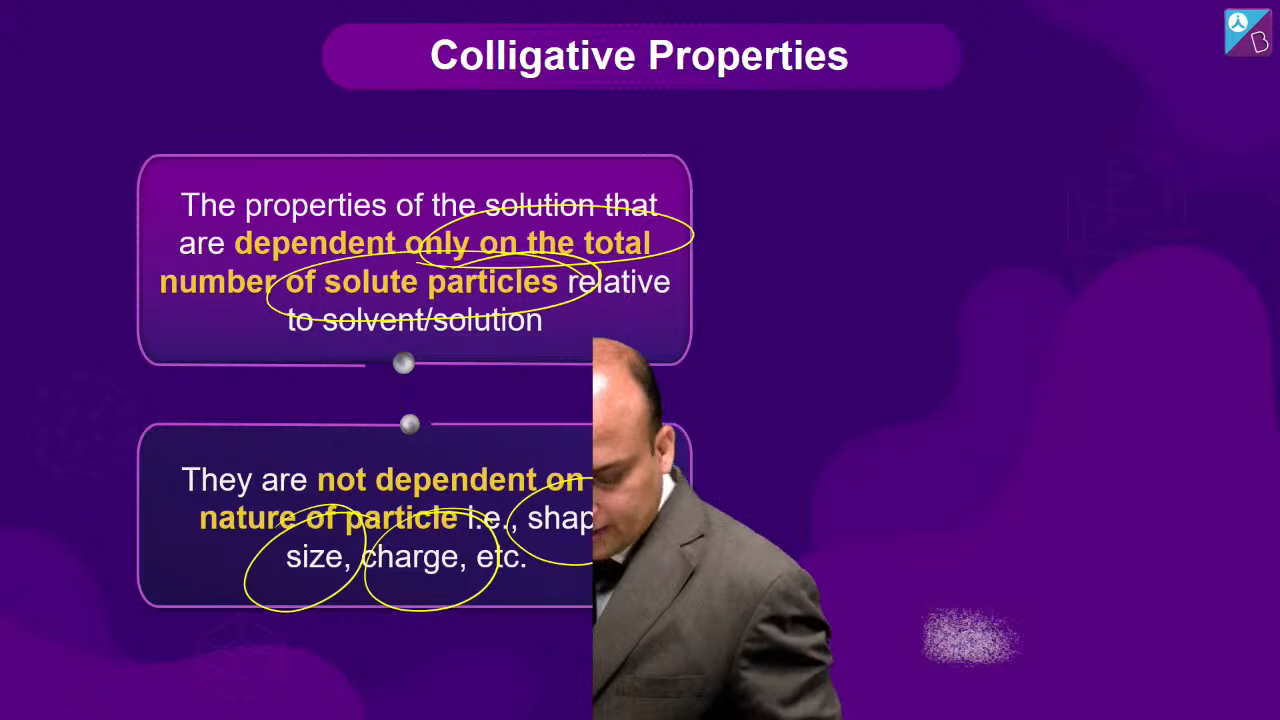 Colligative Properties
The properties of the solution that
are dependent only on the total
number of solute particles relative
to solvent/solution
They are not dependent on
nature of particle i.e., shap
size, charge, etc.
B